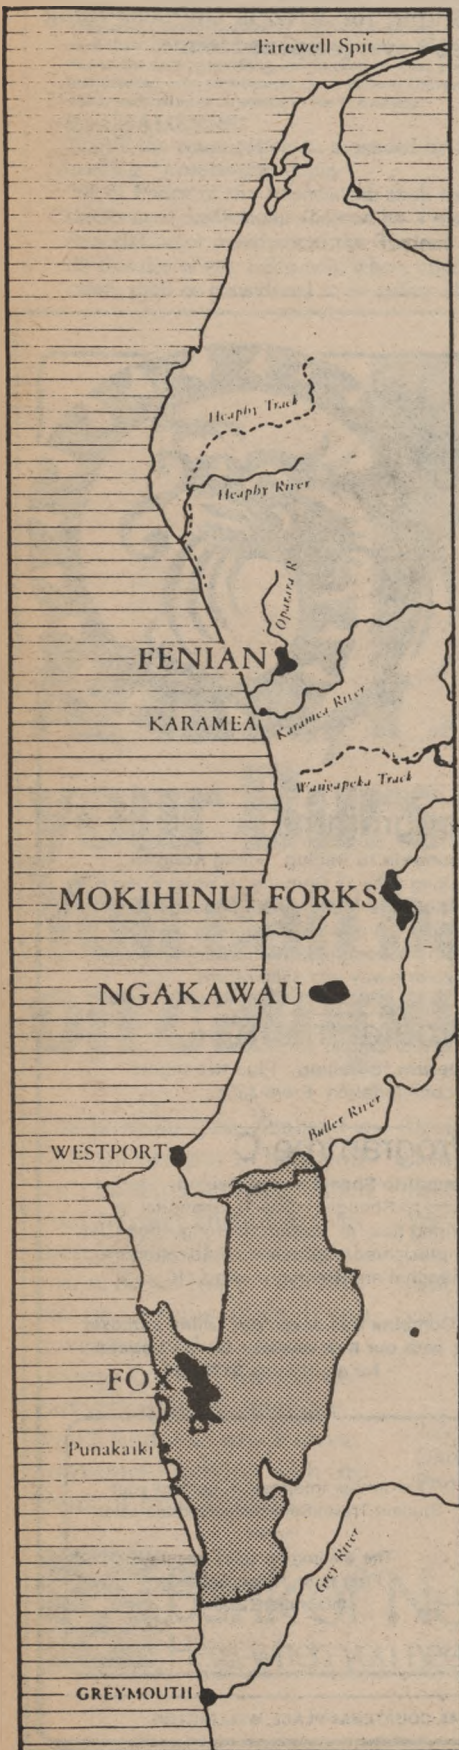 Farewell Spit
Heaphy Track
Heaphy River
Oparara R
FENIAN
KARAMEA
Karamea River
Wangapeka Track
MOKIHINUI FORKS
NGAKAWAU
Buller River
WESTPORT
FOX
Punakaiki
Grey River
GREYMOUTH